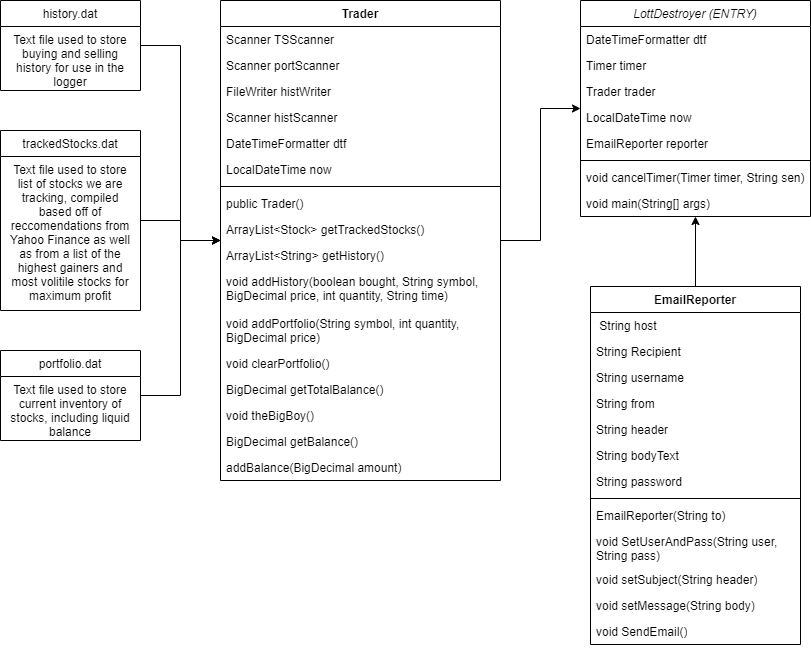 history.dat
Text file used to store
buying and selling
history for use in the
logger
trackedStocks.dat
Text file used to store
list of stocks we are
tracking, compiled
based off of
reccomendations from
Yahoo Finance as well
as from a list of the
highest gainers and
most volitile stocks for
maximum profit
portfolio.dat
Text file used to store
current inventory of
stocks, including liquid
balance
Trader
Scanner TSScanner
Scanner portScanner
FileWriter histWriter
Scanner histScanner
DateTimeFormatter dtf
LocalDateTime now
public Trader()
ArrayList<Stock> getTrackedStocks()
ArrayList<String> getHistory()
void addHistory(boolean bought, String symbol,
BigDecimal price, int quantity, String time)
void addPortfolio(String symbol, int quantity,
BigDecimal price)
void clearPortfolio()
BigDecimal getTotalBalance()
void theBigBoy()
BigDecimal getBalance()
addBalance(BigDecimal amount)
LottDestroyer (ENTRY)
DateTimeFormatter dtf
Timer timer
Trader trader
LocalDateTime now
EmailReporter reporter
void cancelTimer(Timer timer, String sen)
void main(String[] args)
EmailReporter
String host
String Recipient
String username
String from
String header
String bodyText
String password
EmailReporter(String to)
void SetUserAndPass(String user,
String pass)
void setSubject(String header)
void setMessage(String body)
void SendEmail()